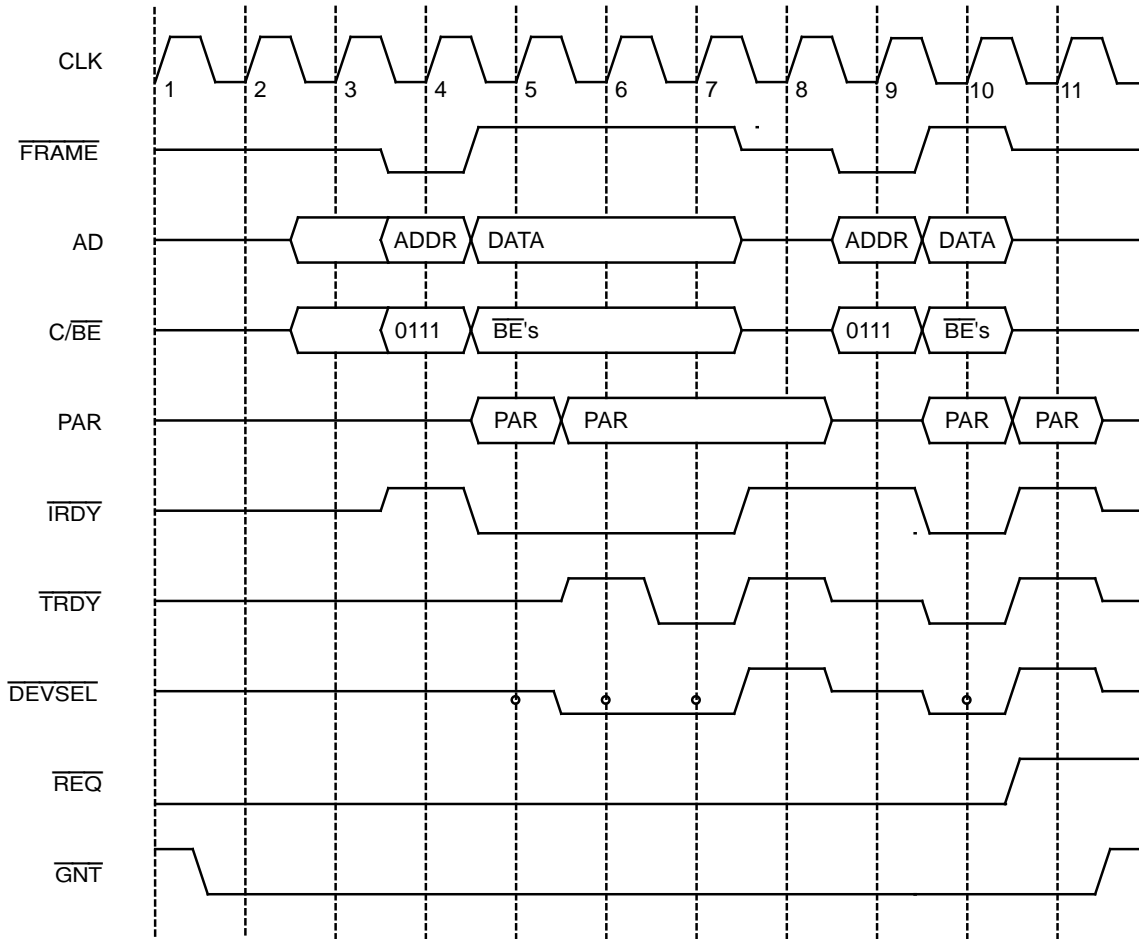 CLK
1 2 3 4 5 6 7 8 9 10 11
FRAME
AD ADDR DATA ADDR DATA
C/BE 0111 BE's 0111 BE's
PAR PAR PAR PAR PAR
IRDY
TRDY
DEVSEL
REQ
GNT